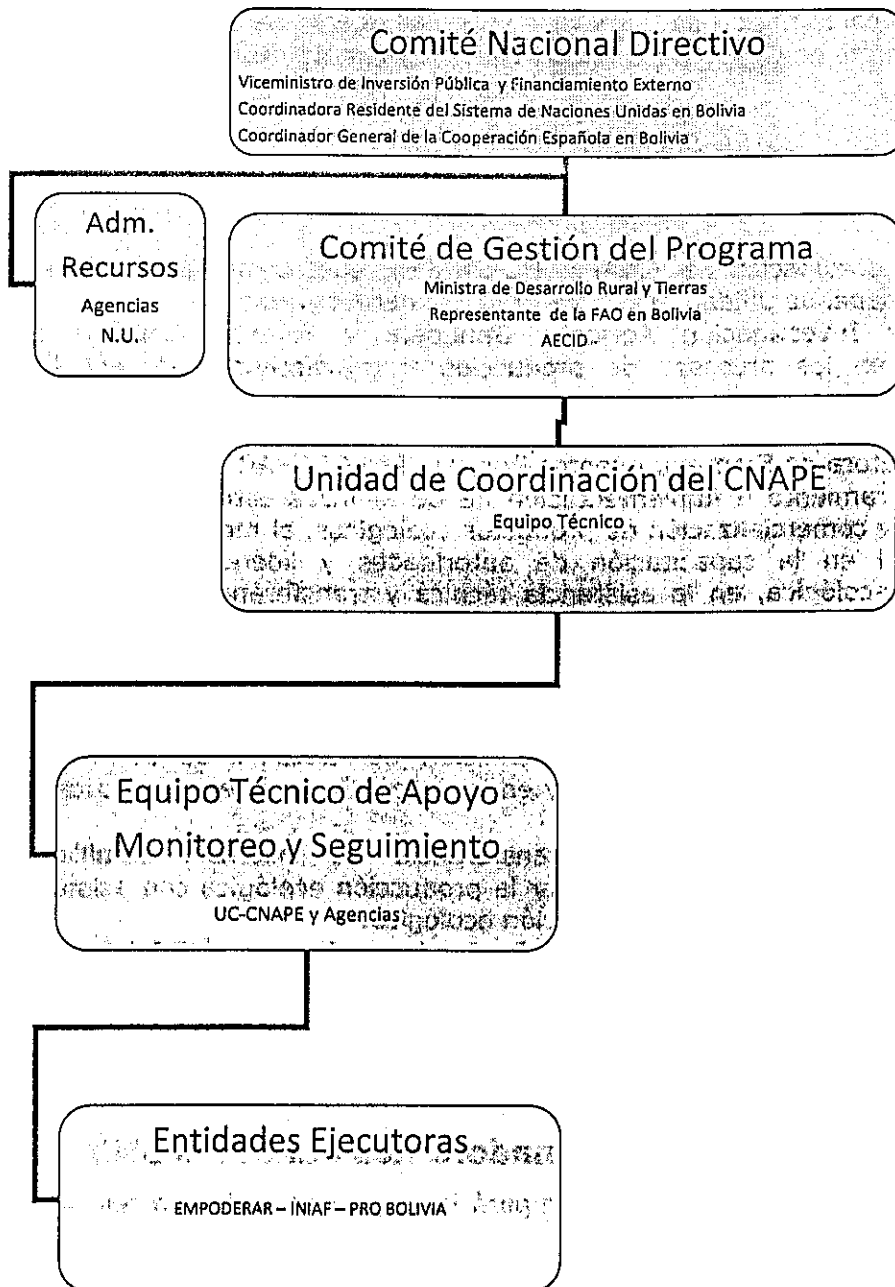 Comité Nacional Directivo
Viceministro de Inversión Pública y Financiamiento Externo
Coordinadora Residente del Sistema de Naciones Unidas en Bolivia
Coordinador General de la Cooperación Española en Bolivia
Adm.
Recursos
Agencias
N.U.
Comité de Gestión del Programa
Ministra de Desarrollo Rural y Tierras
Representante de la FAO en Bolivia
AECID
Unidad de Coordinación del CNAPE
Equipo Técnico
Equipo Técnico de Apoyo
Monitoreo y Seguimiento
UC-CNAPE y Agencias
Entidades Ejecutoras
EMPODERAR – INIAF – PRO BOLIVIA